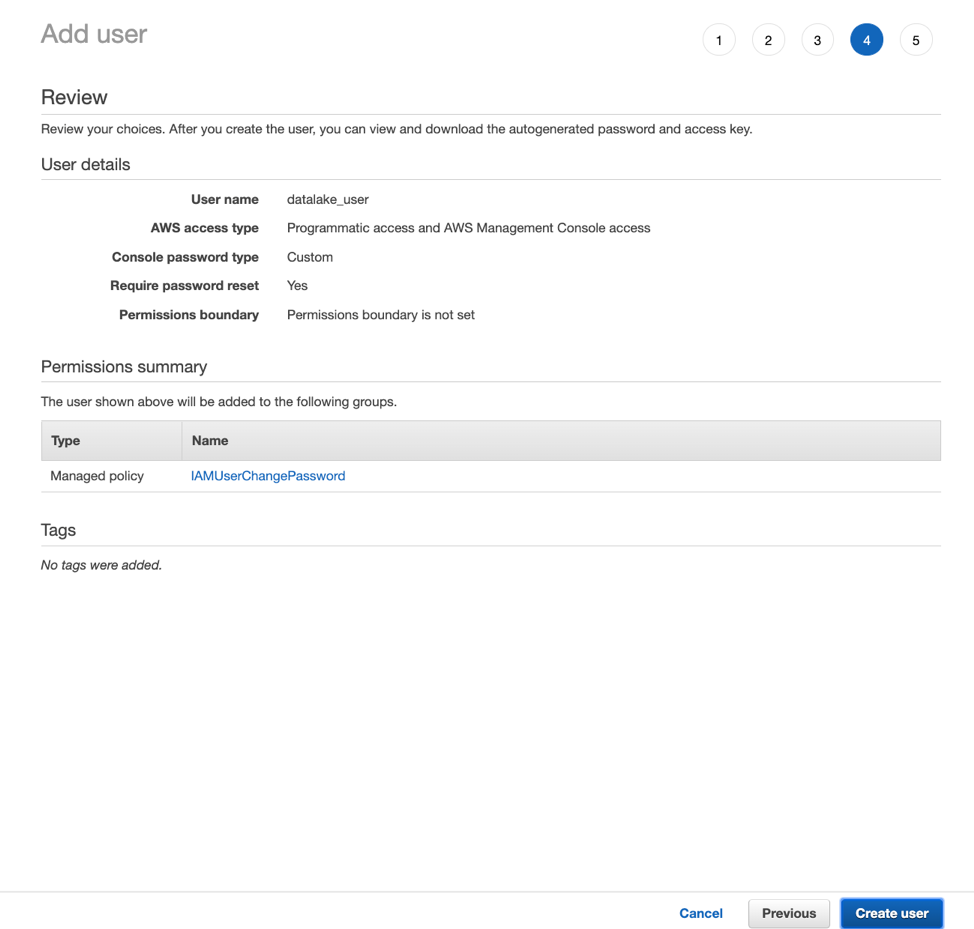 Add user
1 2 3 4 5
Review
Review your choices. After you create the user, you can view and download the autogenerated password and access key.
User details
User name datalake_user
AWS access type Programmatic access and AWS Management Console access
Console password type Custom
Require password reset Yes
Permissions boundary Permissions boundary is not set
Permissions summary
The user shown above will be added to the following groups.
Type Name
Managed policy IAMUserChangePassword
Tags
No tags were added.
Cancel Previous Create user